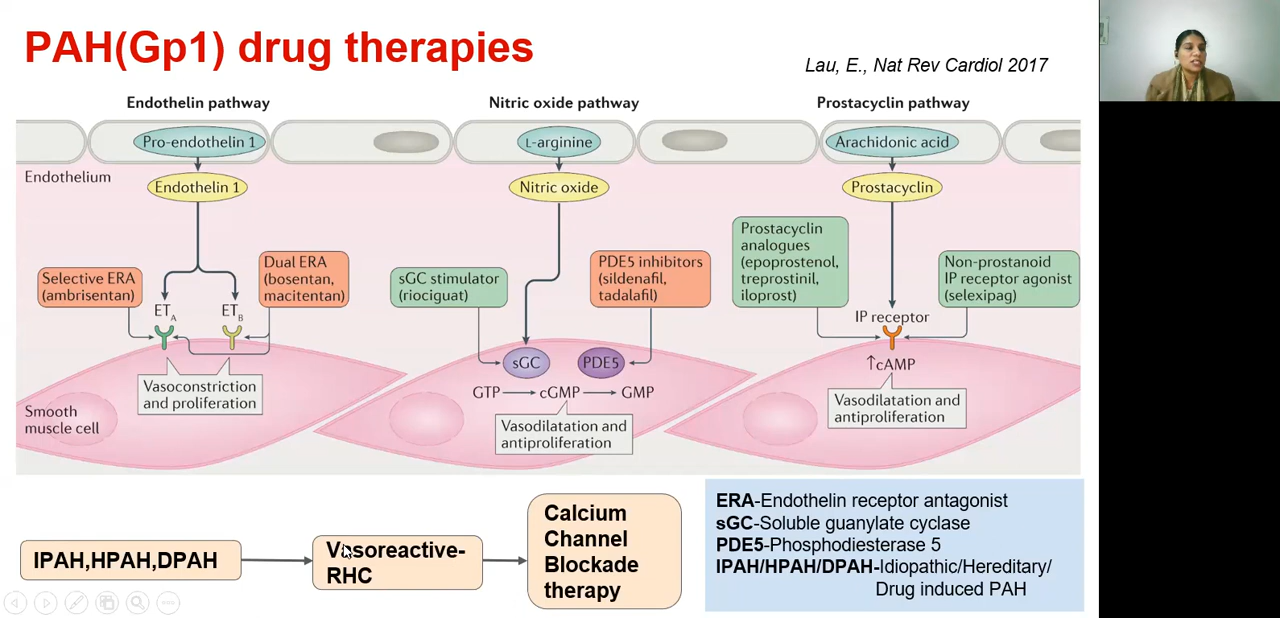 PAH(Gp1) drug therapies
Lau, E., Nat Rev Cardiol 2017
Endothelin pathway
Nitric oxide pathway
Prostacyclin pathway
Pro-endothelin 1
L-arginine
Arachidonic acid
Endothelium
Endothelin 1
Nitric oxide
Prostacyclin
Selective ERA
(ambrisentan)
Dual ERA
(bosentan,
macitentan)
sGC stimulator
(riociguat)
PDE5 inhibitors
(sildenafil,
tadalafil)
Prostacyclin
analogues
(epoprostenol,
treprostinil,
iloprost)
Non-prostanoid
IP receptor agonist
(selexipag)
ETA
ETB
IP receptor
sGC
PDE5
↑cAMP
Vasoconstriction
and proliferation
GTP
cGMP
GMP
Vasodilatation and
antiproliferation
Vasodilatation and
antiproliferation
Smooth
muscle cell
IPAH,HPAH,DPAH
Vasoreactive-
RHC
Calcium
Channel
Blockade
therapy
ERA-Endothelin receptor antagonist
sGC-Soluble guanylate cyclase
PDE5-Phosphodiesterase 5
IPAH/HPAH/DPAH-Idiopathic/Hereditary/
Drug induced PAH